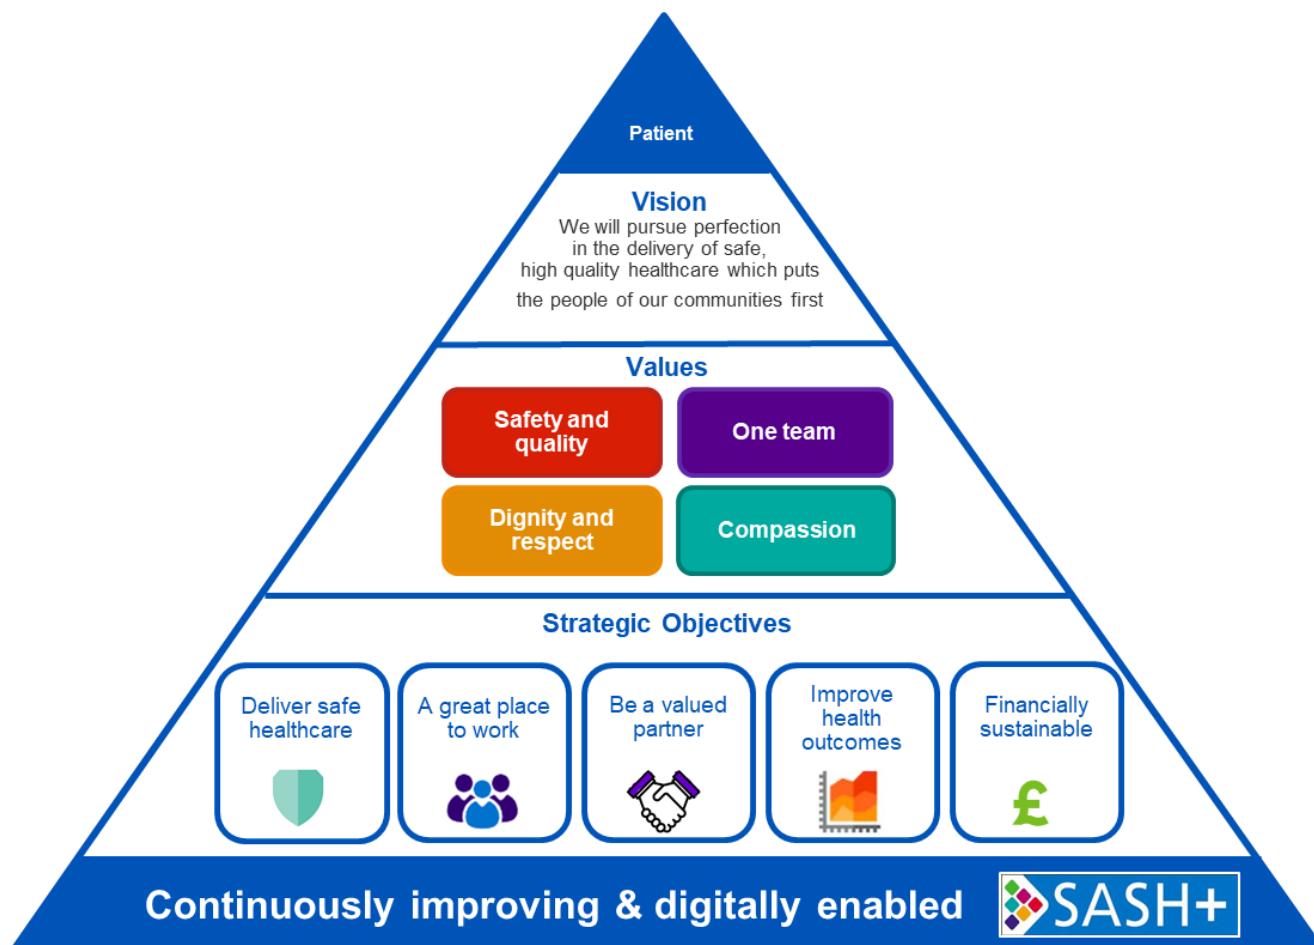 Patient
Vision
We will pursue perfection
in the delivery of safe,
high quality healthcare which puts
the people of our communities first
Values
Safety and
quality
One team
Dignity and
respect
Compassion
Strategic Objectives
Deliver safe
healthcare
A great place
to work
Be a valued
partner
Improve
health
outcomes
Financially
sustainable
£
Continuously improving & digitally enabled
SASH+